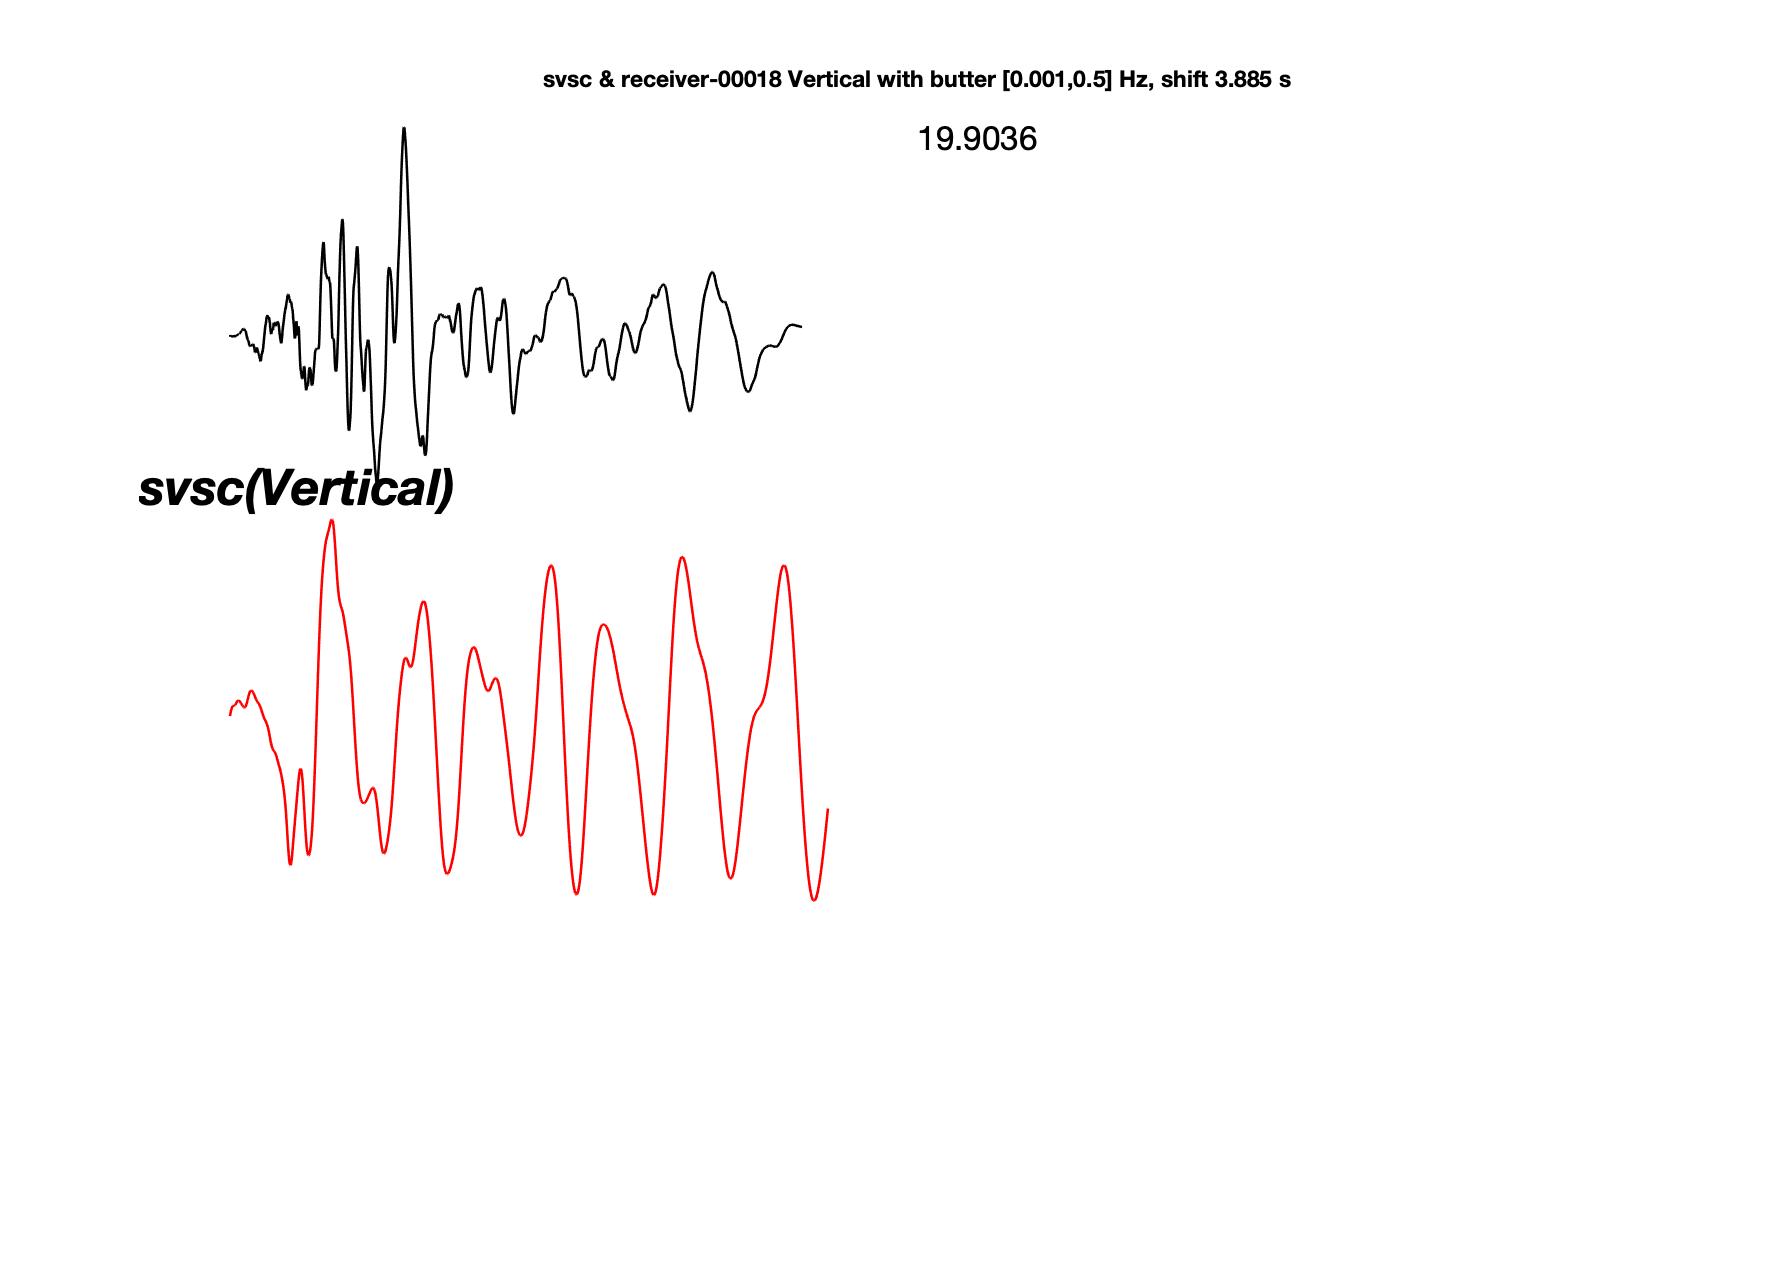 svsc & receiver-00018 Vertical with butter [0.001,0.5] Hz, shift 3.885 s
19.9036
svsc(Vertical)